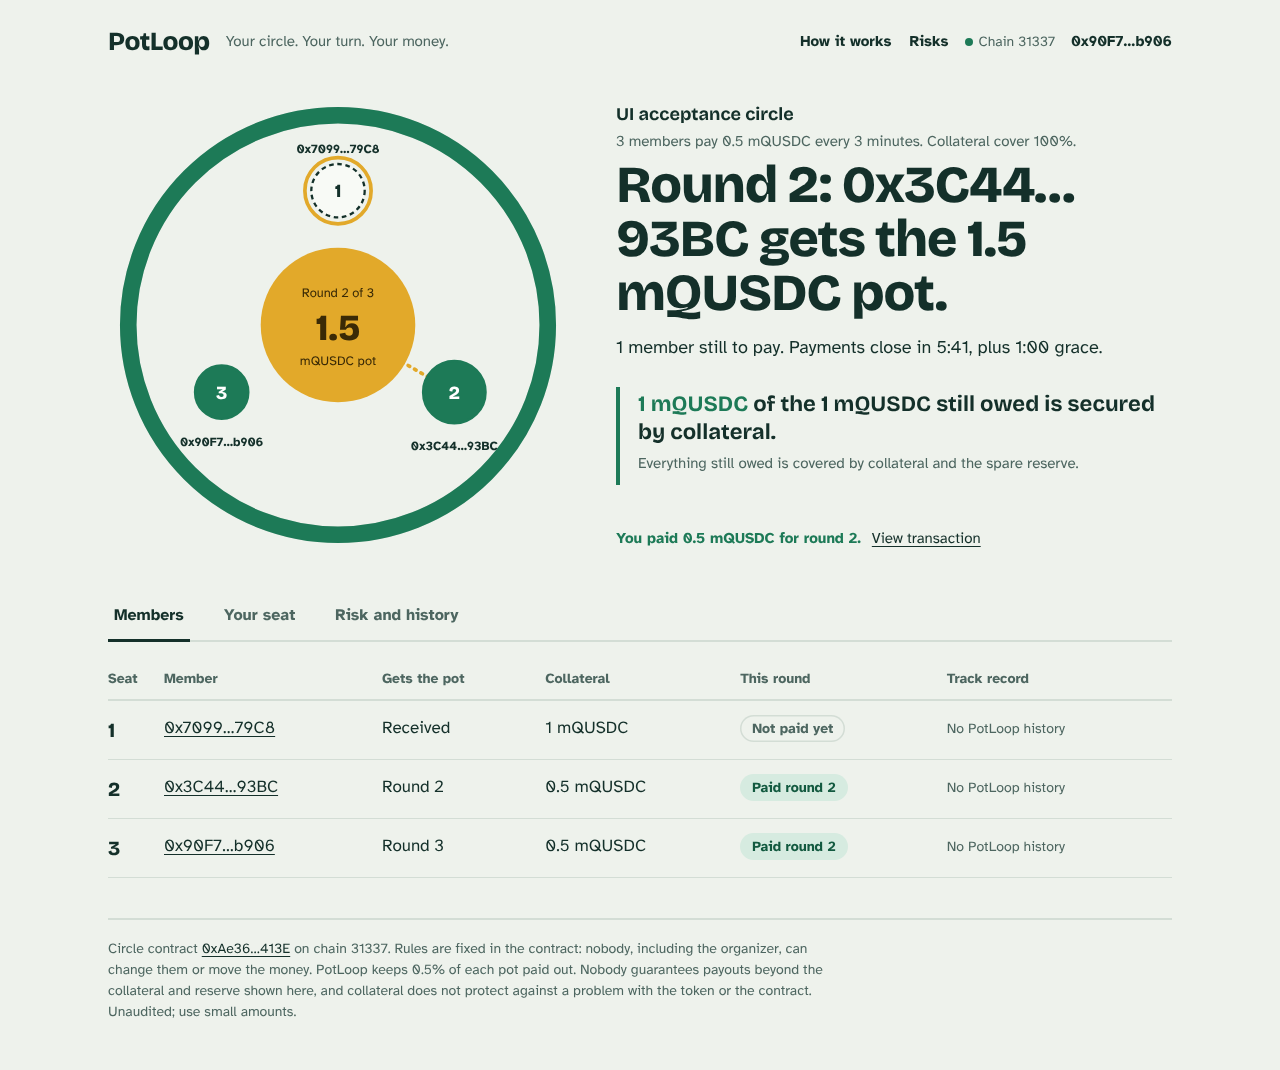 PotLoop Your circle. Your turn. Your money.
How it works Risks Chain 31337 0x90F7…b906
0x7099…79C8
1
Round 2 of 3
1.5
mQUSDC pot
3
2
0x90F7…b906
0x3C44…93BC
UI acceptance circle
3 members pay 0.5 mQUSDC every 3 minutes. Collateral cover 100%.
Round 2: 0x3C44…
93BC gets the 1.5
mQUSDC pot.
1 member still to pay. Payments close in 5:41, plus 1:00 grace.
1 mQUSDC of the 1 mQUSDC still owed is secured
by collateral.
Everything still owed is covered by collateral and the spare reserve.
You paid 0.5 mQUSDC for round 2. View transaction
Members Your seat Risk and history
Seat Member Gets the pot Collateral This round Track record
1 0x7099…79C8 Received 1 mQUSDC Not paid yet No PotLoop history
2 0x3C44…93BC Round 2 0.5 mQUSDC Paid round 2 No PotLoop history
3 0x90F7…b906 Round 3 0.5 mQUSDC Paid round 2 No PotLoop history
Circle contract 0xAe36…413E on chain 31337. Rules are fixed in the contract: nobody, including the organizer, can
change them or move the money. PotLoop keeps 0.5% of each pot paid out. Nobody guarantees payouts beyond the
collateral and reserve shown here, and collateral does not protect against a problem with the token or the contract.
Unaudited; use small amounts.